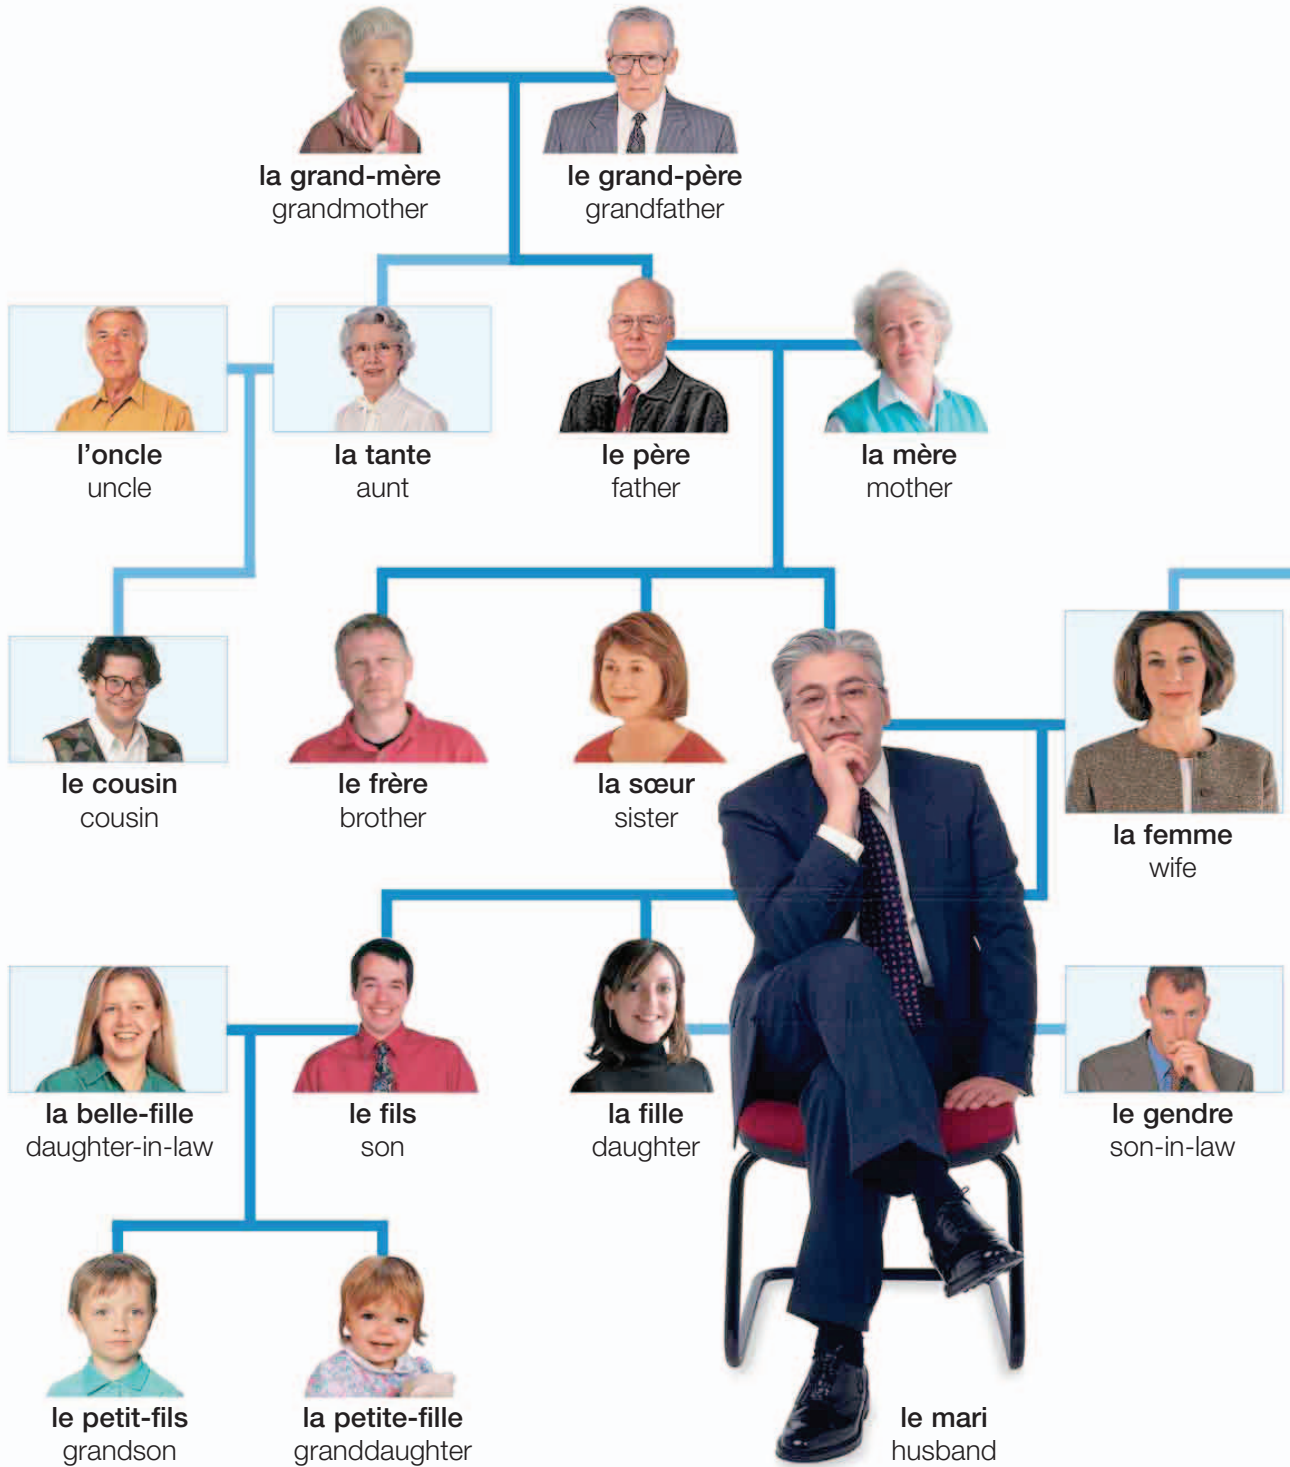 la grand-mère
grandmother
le grand-père
grandfather
l’oncle
uncle
la tante
aunt
le père
father
la mère
mother
le cousin
cousin
le frère
brother
la sœur
sister
la femme
wife
la belle-fille
daughter-in-law
le fils
son
la fille
daughter
le gendre
son-in-law
le petit-fils
grandson
la petite-fille
granddaughter
le mari
husband